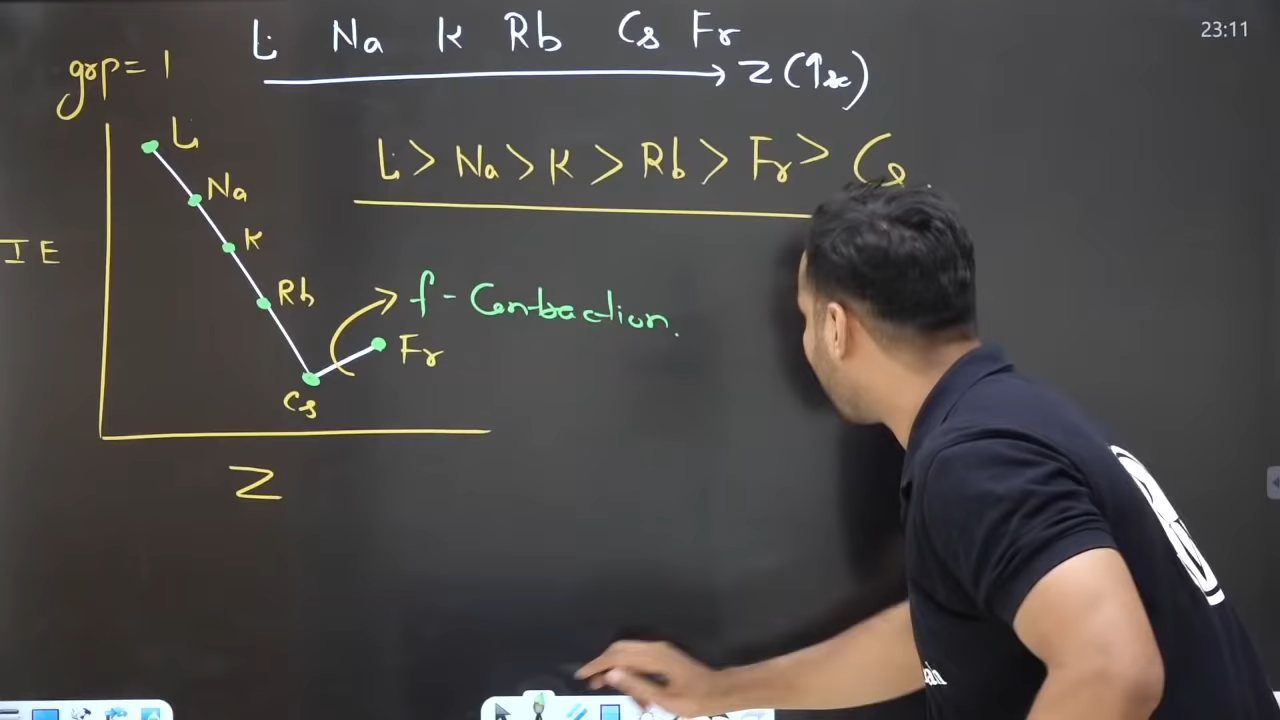 Li Na K Rb Cs Fr
23:11
Z (↑se)
grp = 1
Li > Na > K > Rb > Fr > Cs
Li
Na
K
Rb
Cs
Fr
IE
f-Contraction.
Z